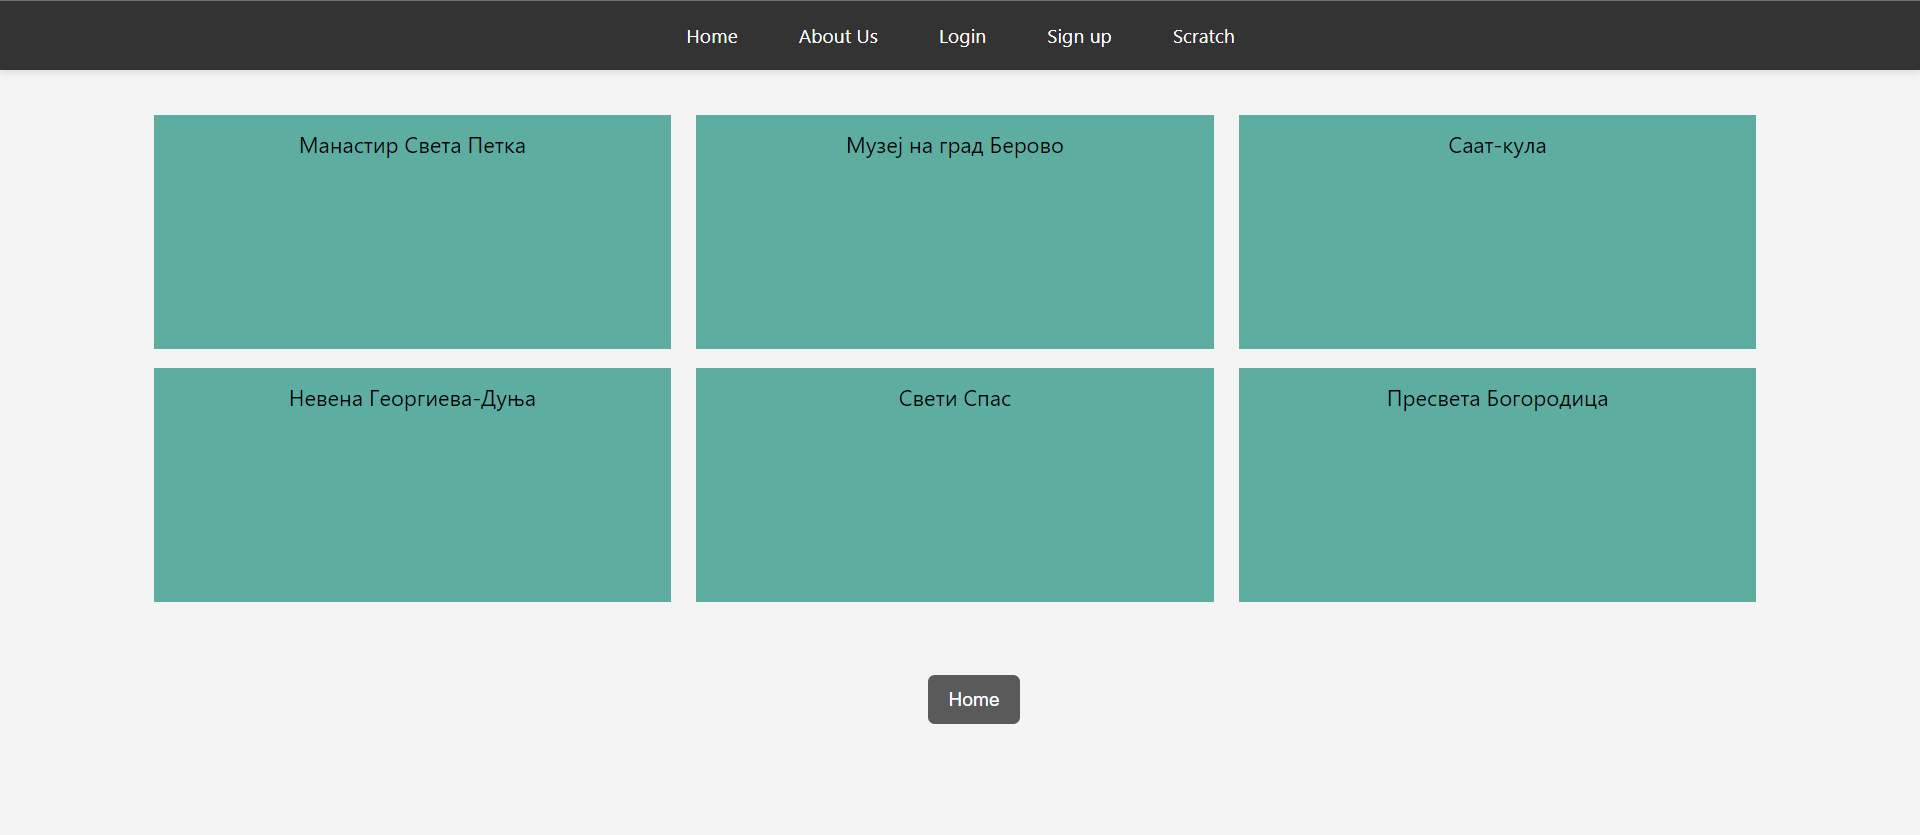 Home About Us Login Sign up Scratch
Манастир Света Петка
Музеј на град Берово
Саат-кула
Невена Георгиева-Дуња
Свети Спас
Пресвета Богородица
Home